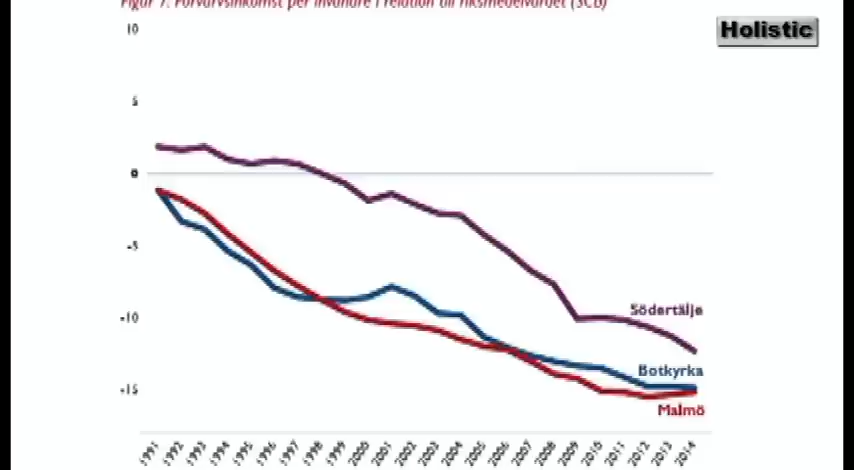 Figur 7. Förvärvsinkomst per invånare i relation till riksmedelvärdet (SCB)
Holistic
10
5
0
-5
-10
-15
Södertälje
Botkyrka
Malmö
1991 1992 1993 1994 1995 1996 1997 1998 1999 2000 2001 2002 2003 2004 2005 2006 2007 2008 2009 2010 2011 2012 2013 2014